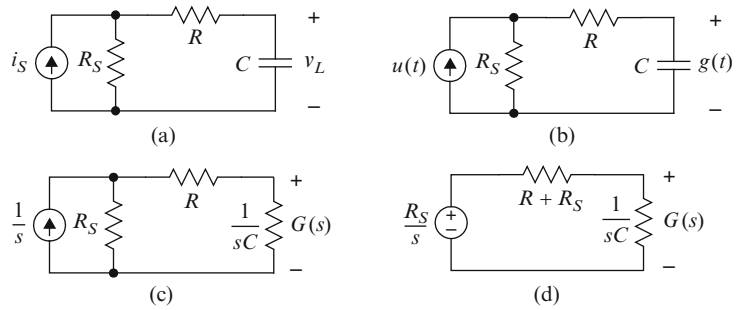 i_S
R_S
R
C
v_L
+
−
(a)
u(t)
R_S
R
C
g(t)
+
−
(b)
1/s
R_S
R
1/sC
G(s)
+
−
(c)
R_S/s
+
−
R + R_S
1/sC
G(s)
+
−
(d)